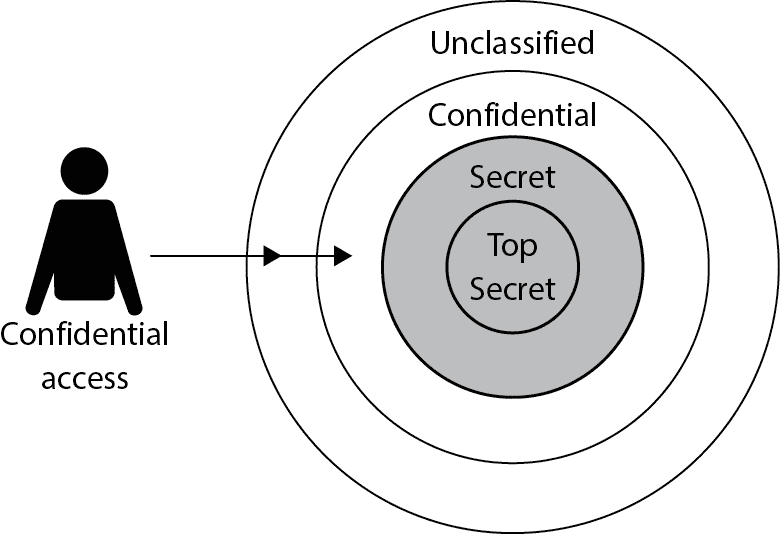 Unclassified
Confidential
Secret
Top
Secret
Confidential
access